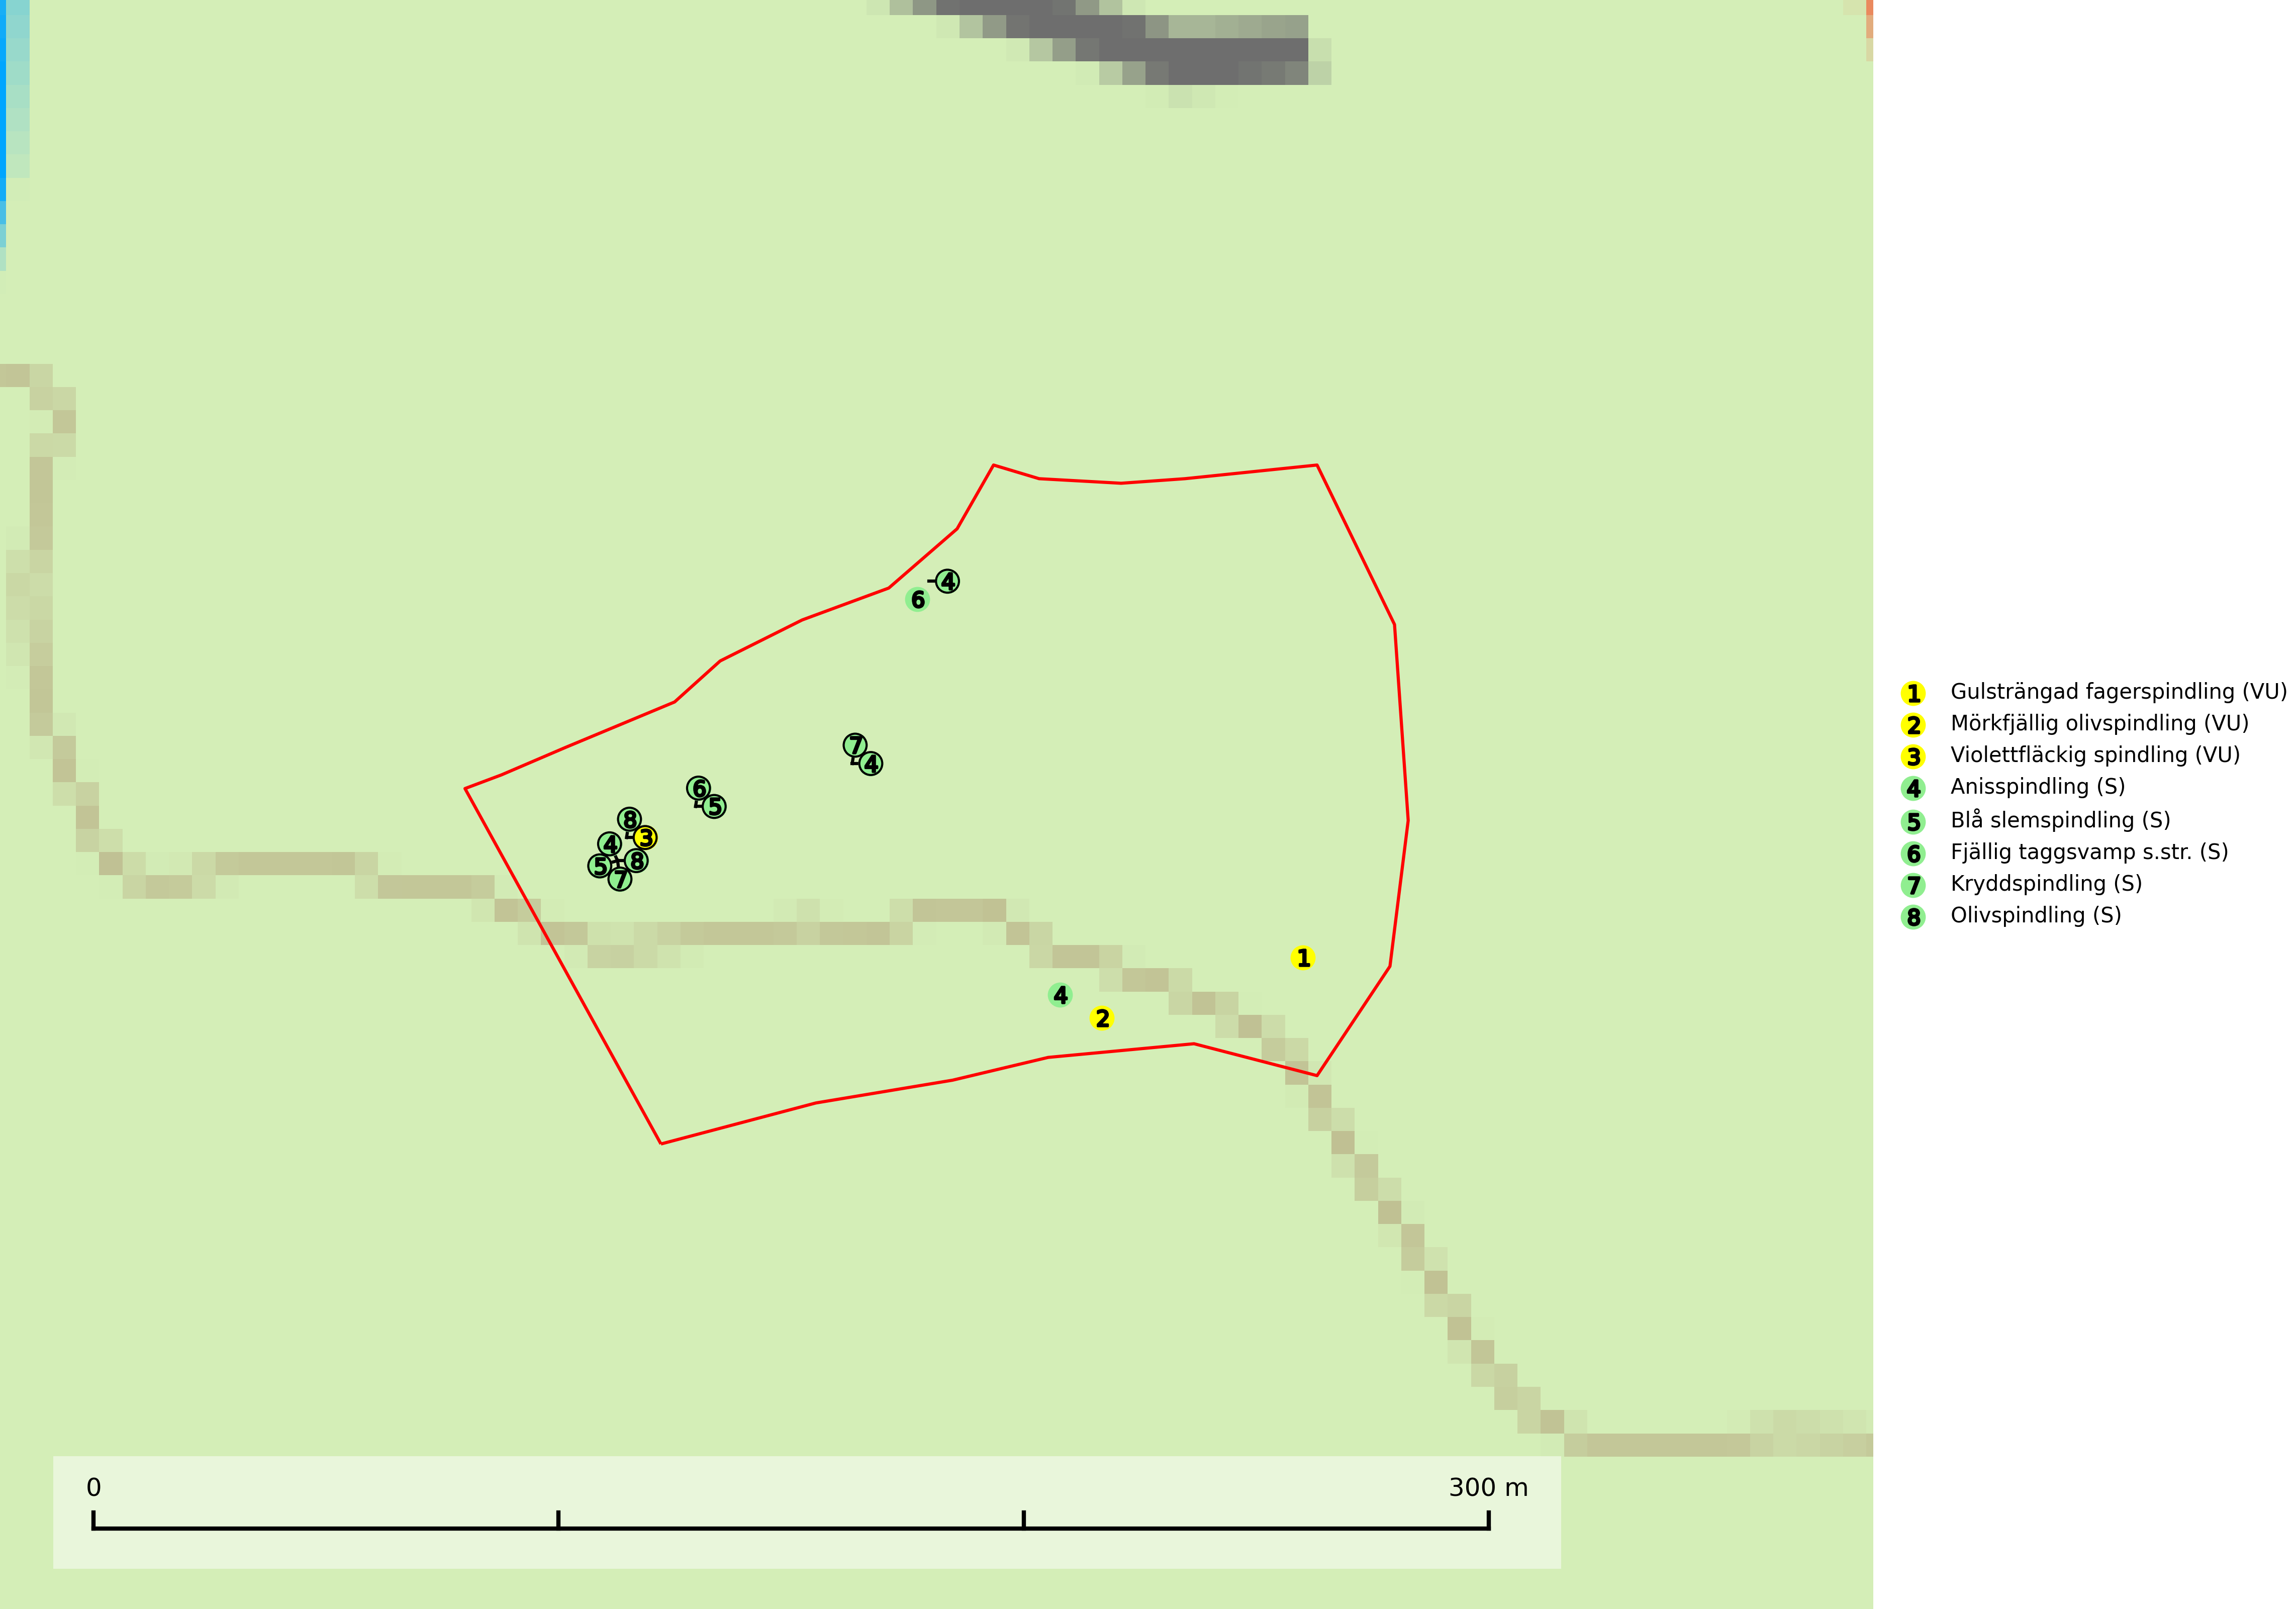 4
6
7
4
6
5
8
3
4
8
5
7
1
4
2
1 Gulsträngad fagerspindling (VU)
2 Mörkfjällig olivspindling (VU)
3 Violettfläckig spindling (VU)
4 Anisspindling (S)
5 Blå slemspindling (S)
6 Fjällig taggsvamp s.str. (S)
7 Kryddspindling (S)
8 Olivspindling (S)
0 300 m